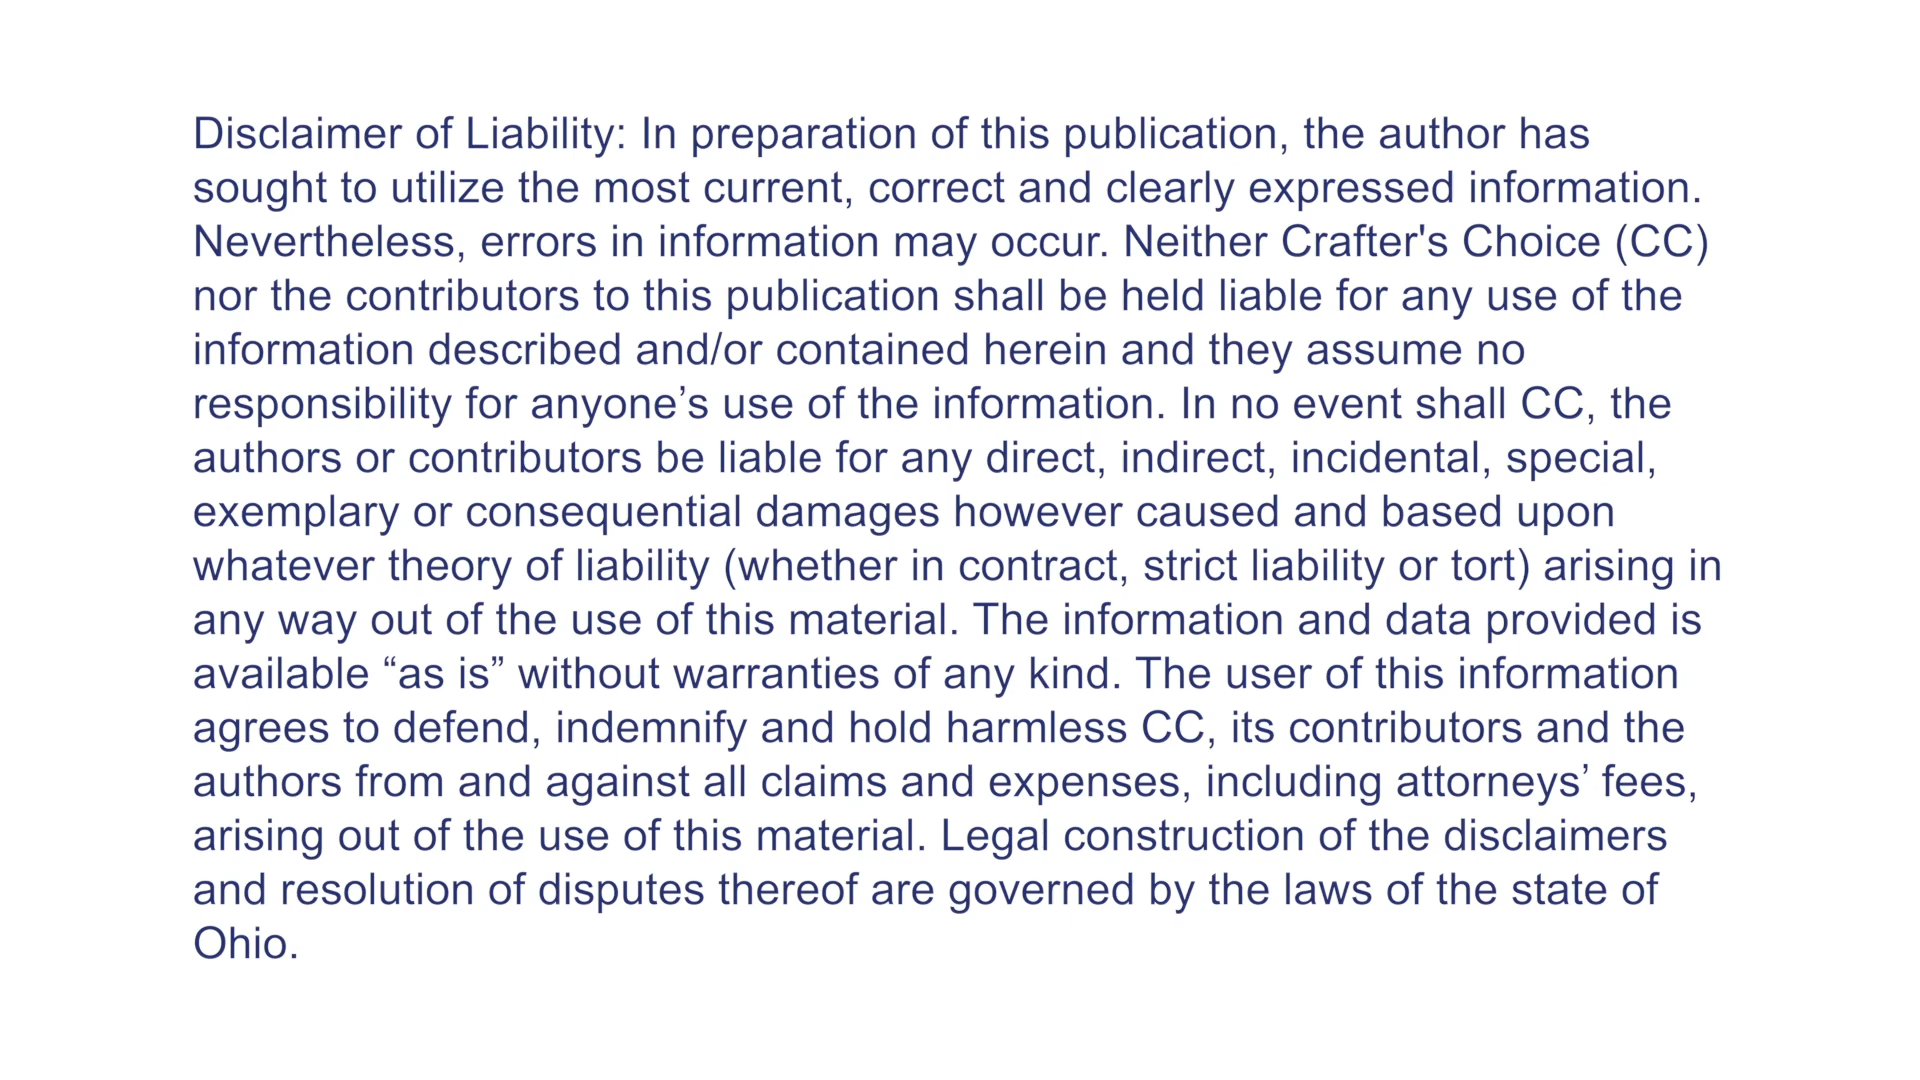 Disclaimer of Liability: In preparation of this publication, the author has
sought to utilize the most current, correct and clearly expressed information.
Nevertheless, errors in information may occur. Neither Crafter's Choice (CC)
nor the contributors to this publication shall be held liable for any use of the
information described and/or contained herein and they assume no
responsibility for anyone’s use of the information. In no event shall CC, the
authors or contributors be liable for any direct, indirect, incidental, special,
exemplary or consequential damages however caused and based upon
whatever theory of liability (whether in contract, strict liability or tort) arising in
any way out of the use of this material. The information and data provided is
available “as is” without warranties of any kind. The user of this information
agrees to defend, indemnify and hold harmless CC, its contributors and the
authors from and against all claims and expenses, including attorneys’ fees,
arising out of the use of this material. Legal construction of the disclaimers
and resolution of disputes thereof are governed by the laws of the state of
Ohio.